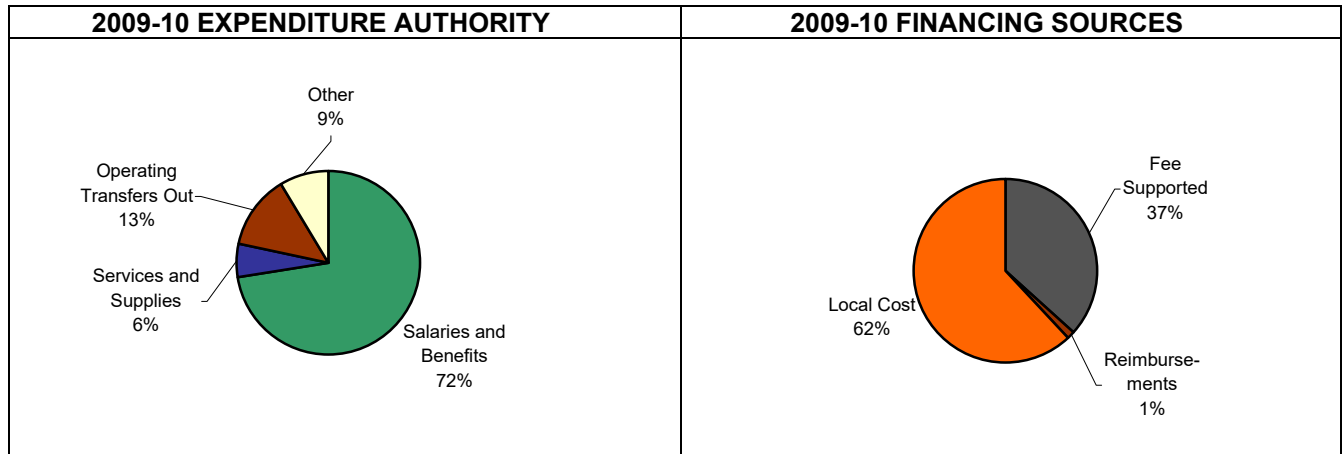 2009-10 EXPENDITURE AUTHORITY
Other
9%
Operating
Transfers Out
13%
Services and
Supplies
6%
Salaries and
Benefits
72%
2009-10 FINANCING SOURCES
Fee
Supported
37%
Local Cost
62%
Reimburse-
ments
1%